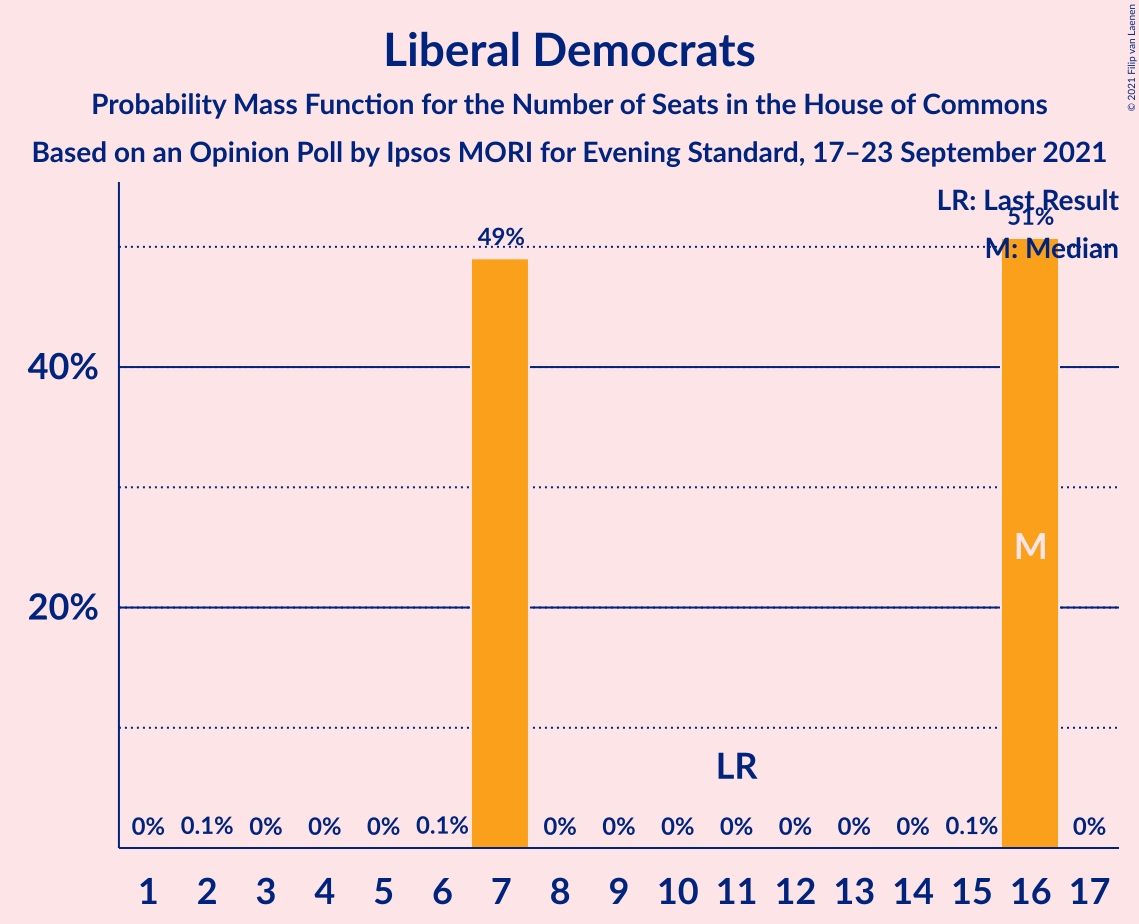 Liberal Democrats
Probability Mass Function for the Number of Seats in the House of Commons
Based on an Opinion Poll by Ipsos MORI for Evening Standard, 17–23 September 2021
© 2021 Filip van Laenen
LR: Last Result
M: Median
49%
51%
40%
20%
M
LR
0% 0.1% 0% 0% 0% 0.1% 0% 0% 0% 0% 0% 0% 0% 0.1% 0%
1 2 3 4 5 6 7 8 9 10 11 12 13 14 15 16 17